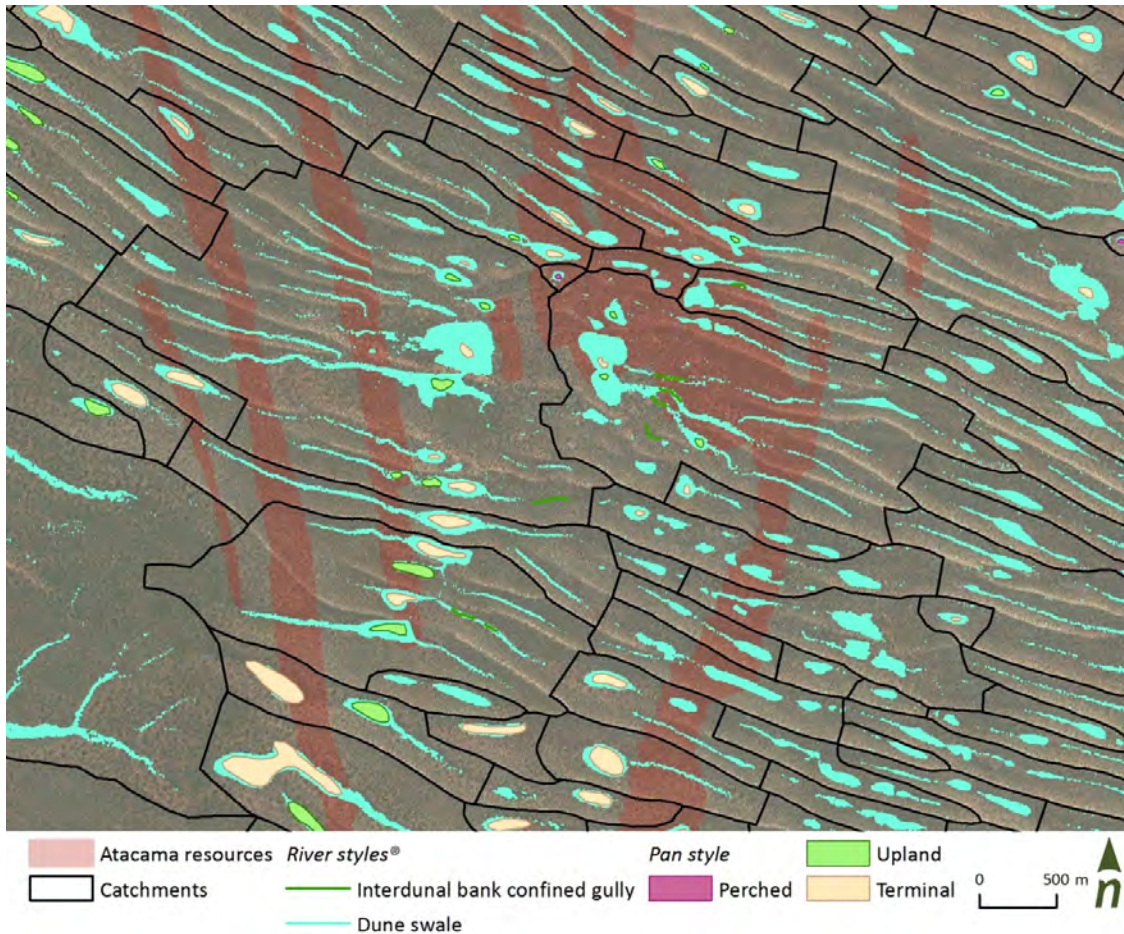 Atacama resources
River styles®
Pan style
Upland
Catchments
Interdunal bank confined gully
Perched
Terminal
0 500 m
n
Dune swale